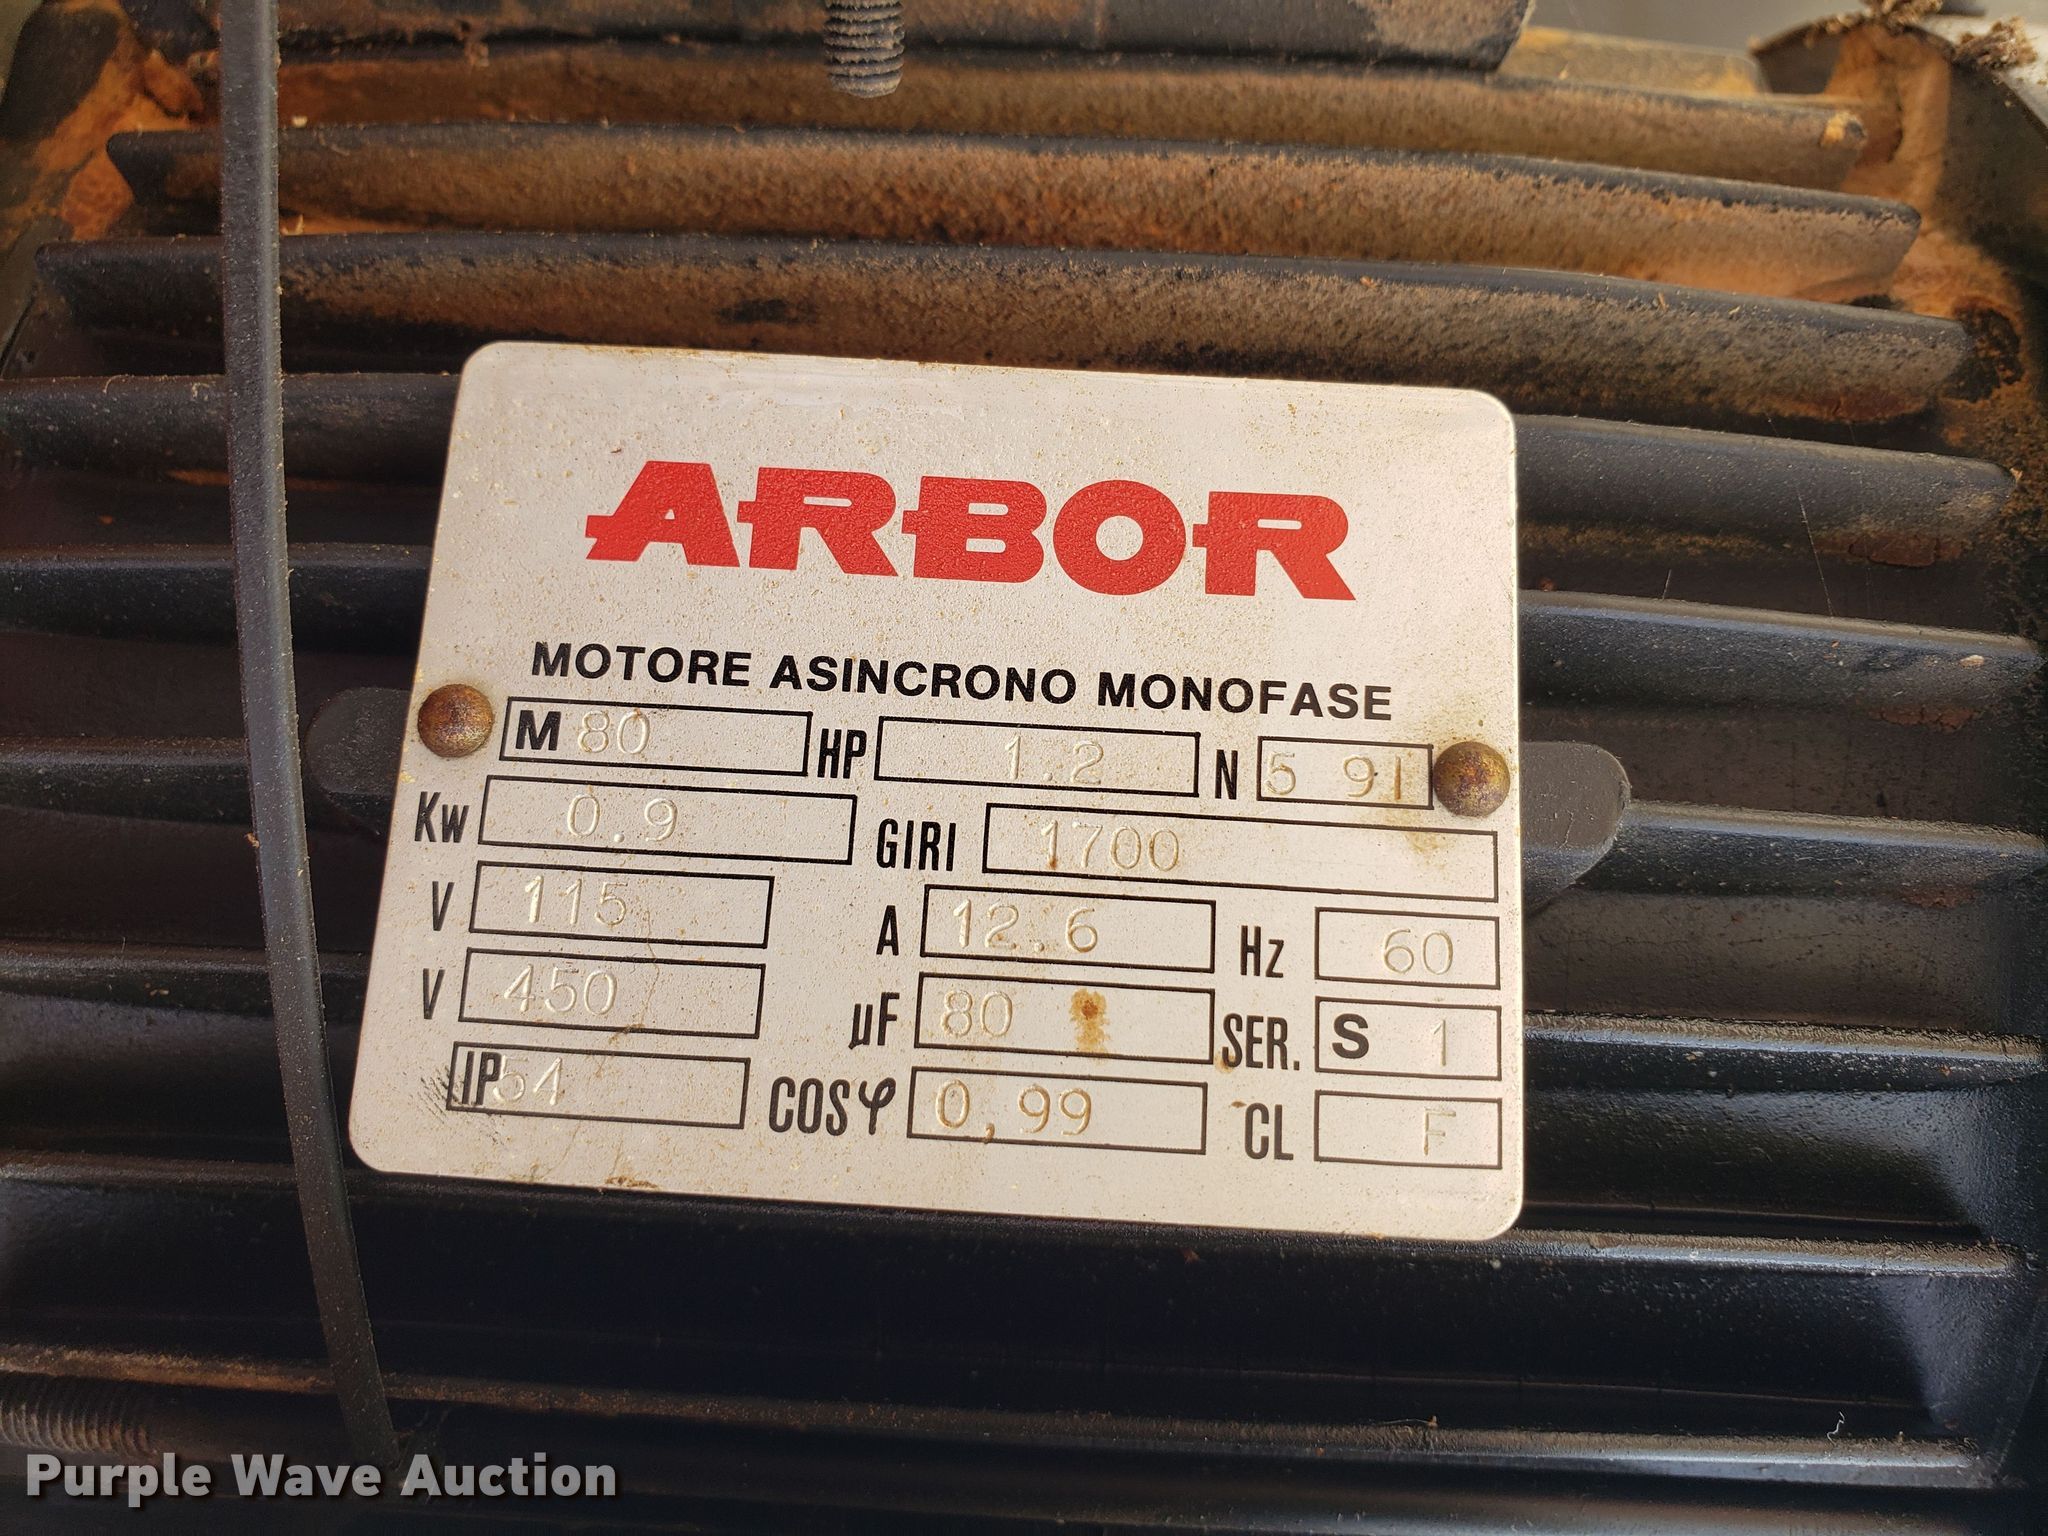 ARBOR
MOTORE ASINCRONO MONOFASE
M 80 HP 1.2 N 5 91
Kw 0.9 GIRI 1700
V 115 A 12.6 Hz 60
V 450 µF 80 SER. S 1
IP54 COSφ 0,99 CL F
Purple Wave Auction